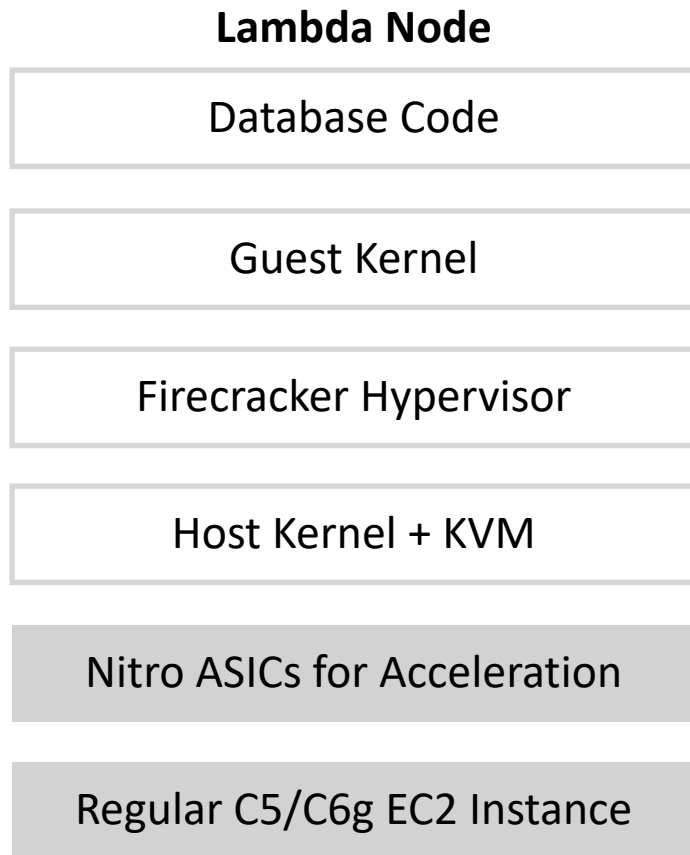 Lambda Node
Database Code
Guest Kernel
Firecracker Hypervisor
Host Kernel + KVM
Nitro ASICs for Acceleration
Regular C5/C6g EC2 Instance